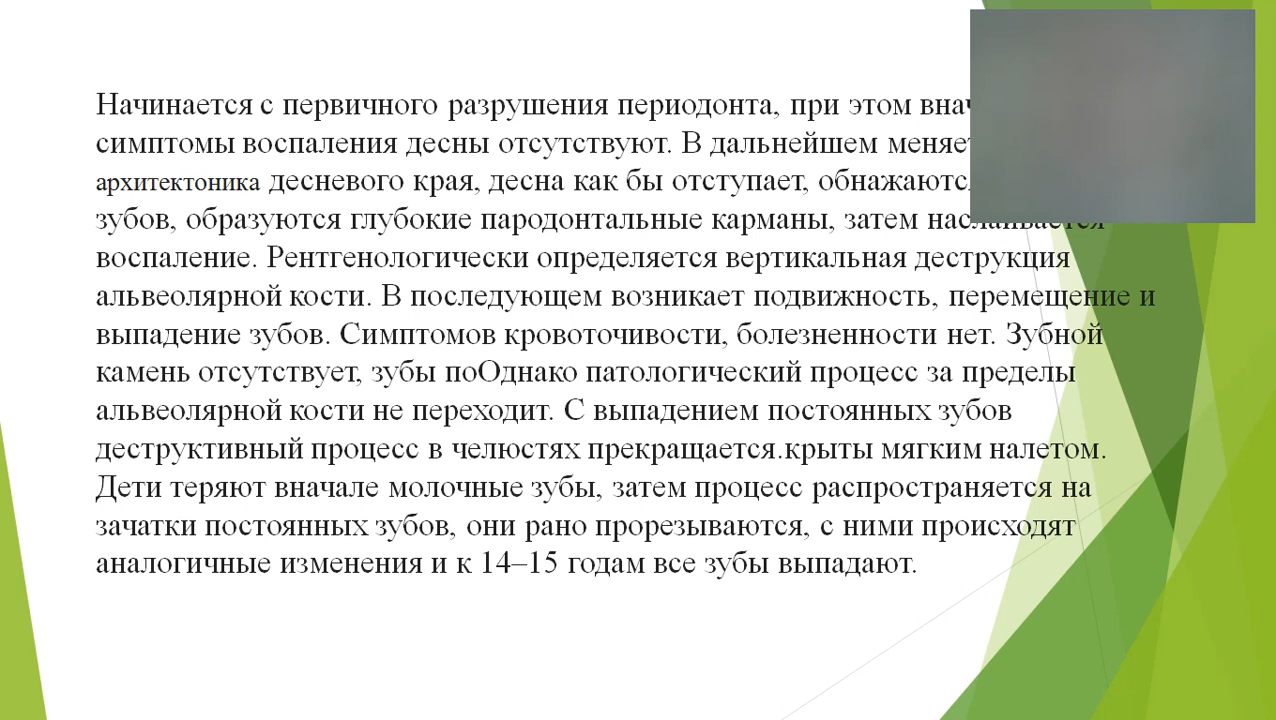 Начинается с первичного разрушения периодонта, при этом
симптомы воспаления десны отсутствуют. В дальнейшем
архитектоника десневого края, десна как бы отступает,
зубов, образуются глубокие пародонтальные карманы, затем наслаивается
воспаление. Рентгенологически определяется вертикальная деструкция
альвеолярной кости. В последующем возникает подвижность, перемещение и
выпадение зубов. Симптомов кровоточивости, болезненности нет. Зубной
камень отсутствует, зубы поОднако патологический процесс за пределы
альвеолярной кости не переходит. С выпадением постоянных зубов
деструктивный процесс в челюстях прекращается.крыты мягким налетом.
Дети теряют вначале молочные зубы, затем процесс распространяется на
зачатки постоянных зубов, они рано прорезываются, с ними происходят
аналогичные изменения и к 14–15 годам все зубы выпадают.